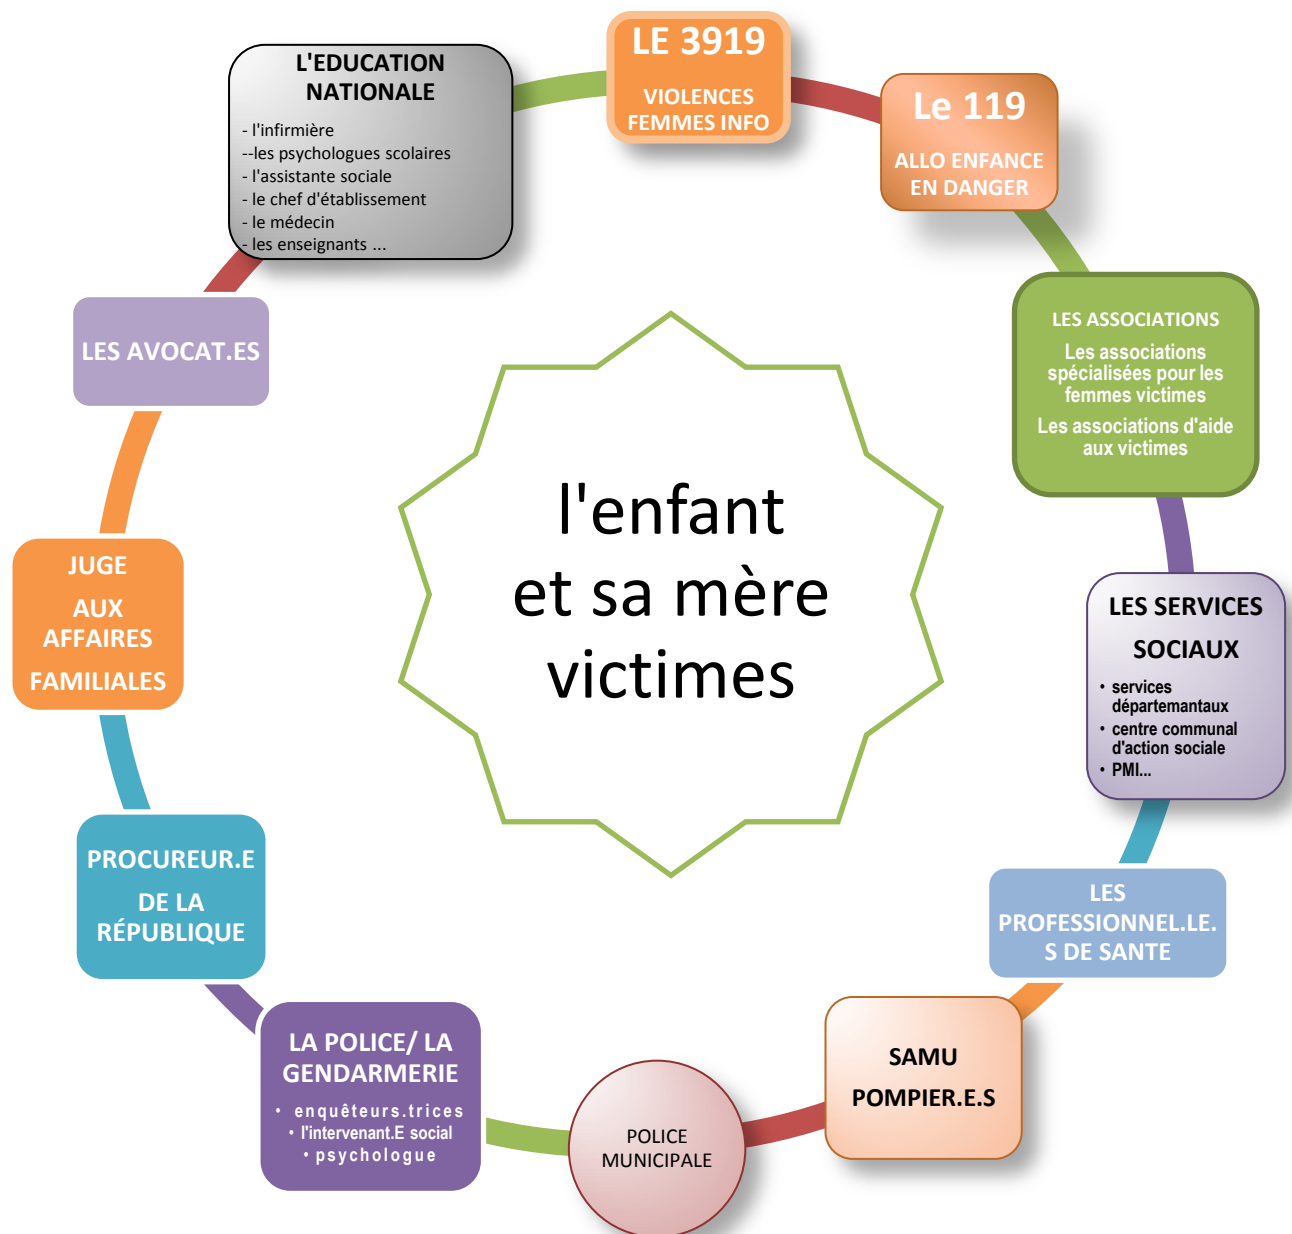 LE 3919
VIOLENCES
FEMMES INFO
Le 119
ALLO ENFANCE
EN DANGER
LES ASSOCIATIONS
Les associations
spécialisées pour les
femmes victimes
Les associations d'aide
aux victimes
LES SERVICES
SOCIAUX
• services
départemantaux
• centre communal
d'action sociale
• PMI...
LES
PROFESSIONNEL.LE.
S DE SANTE
SAMU
POMPIER.E.S
POLICE
MUNICIPALE
LA POLICE/ LA
GENDARMERIE
• enquêteurs.trices
• l'intervenant.E social
• psychologue
PROCUREUR.E
DE LA
RÉPUBLIQUE
JUGE
AUX
AFFAIRES
FAMILIALES
LES AVOCAT.ES
L'EDUCATION
NATIONALE
- l'infirmière
--les psychologues scolaires
- l'assistante sociale
- le chef d'établissement
- le médecin
- les enseignants ...
l'enfant
et sa mère
victimes